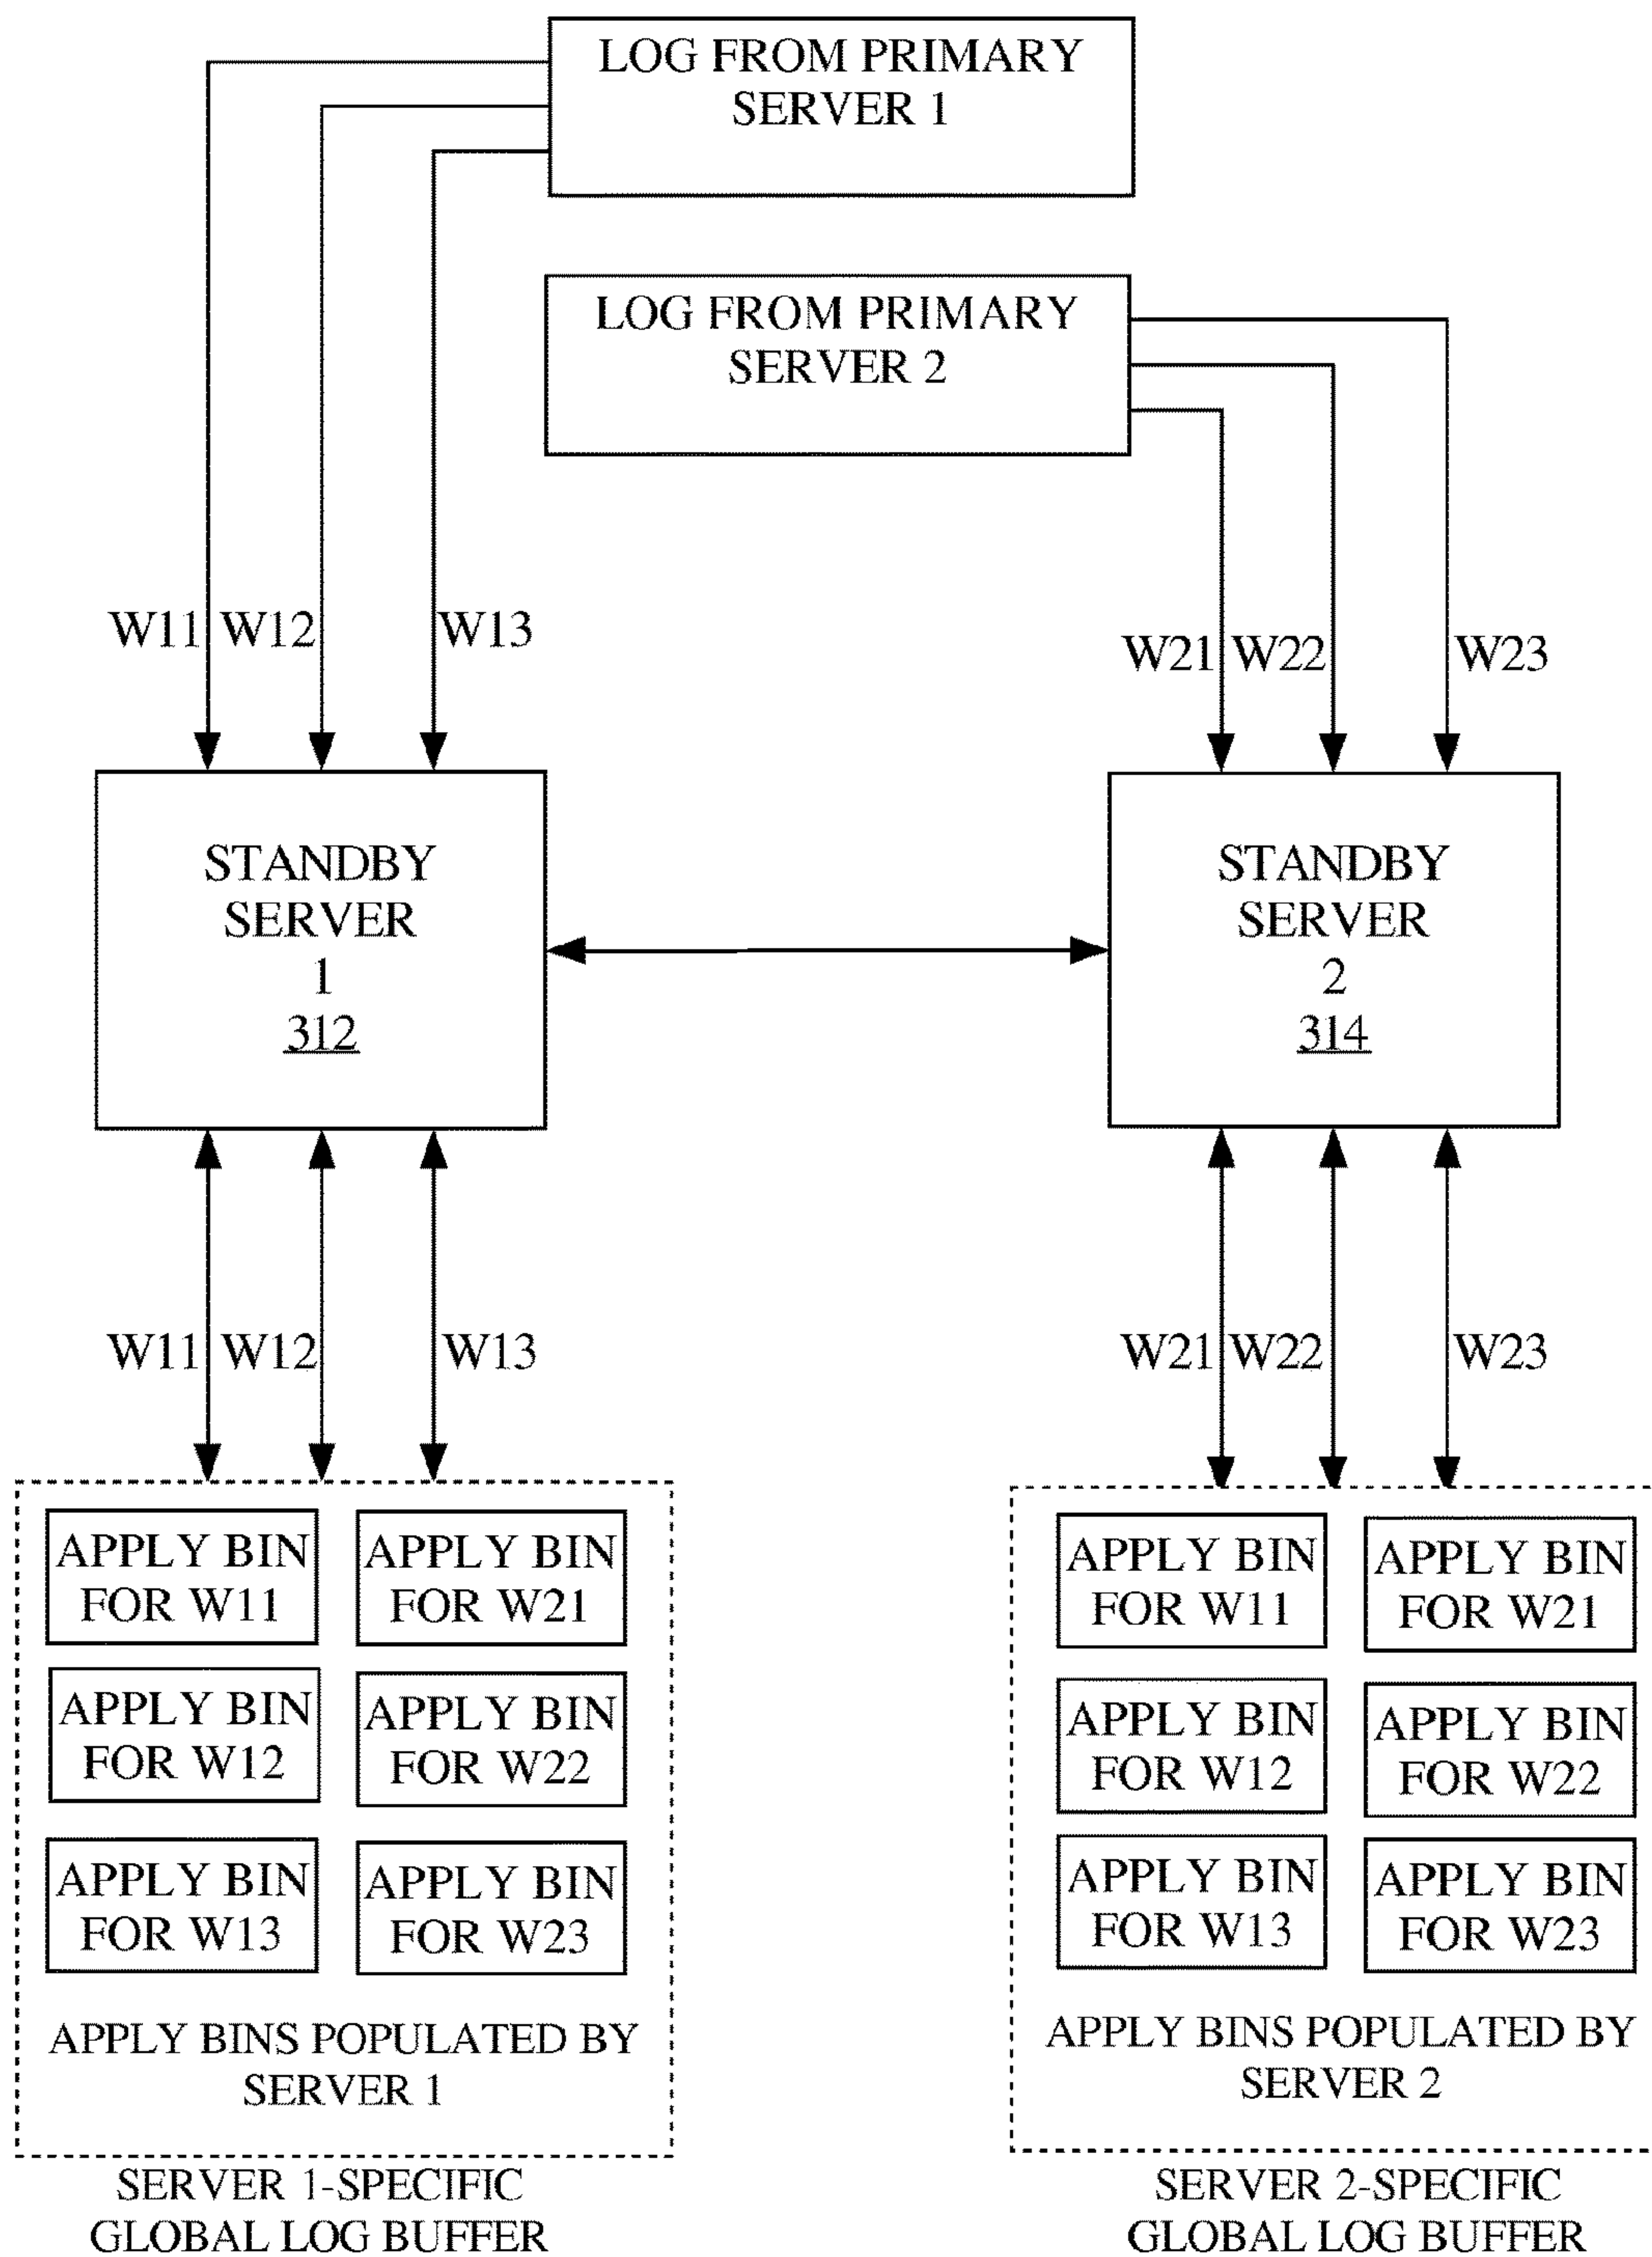 LOG FROM PRIMARY
SERVER 1
LOG FROM PRIMARY
SERVER 2
W11 W12 W13
W21 W22 W23
STANDBY
SERVER
1
312
STANDBY
SERVER
2
314
W11 W12 W13
W21 W22 W23
APPLY BIN
FOR W11
APPLY BIN
FOR W21
APPLY BIN
FOR W12
APPLY BIN
FOR W22
APPLY BIN
FOR W13
APPLY BIN
FOR W23
APPLY BINS POPULATED BY
SERVER 1
SERVER 1-SPECIFIC
GLOBAL LOG BUFFER
APPLY BIN
FOR W11
APPLY BIN
FOR W21
APPLY BIN
FOR W12
APPLY BIN
FOR W22
APPLY BIN
FOR W13
APPLY BIN
FOR W23
APPLY BINS POPULATED BY
SERVER 2
SERVER 2-SPECIFIC
GLOBAL LOG BUFFER